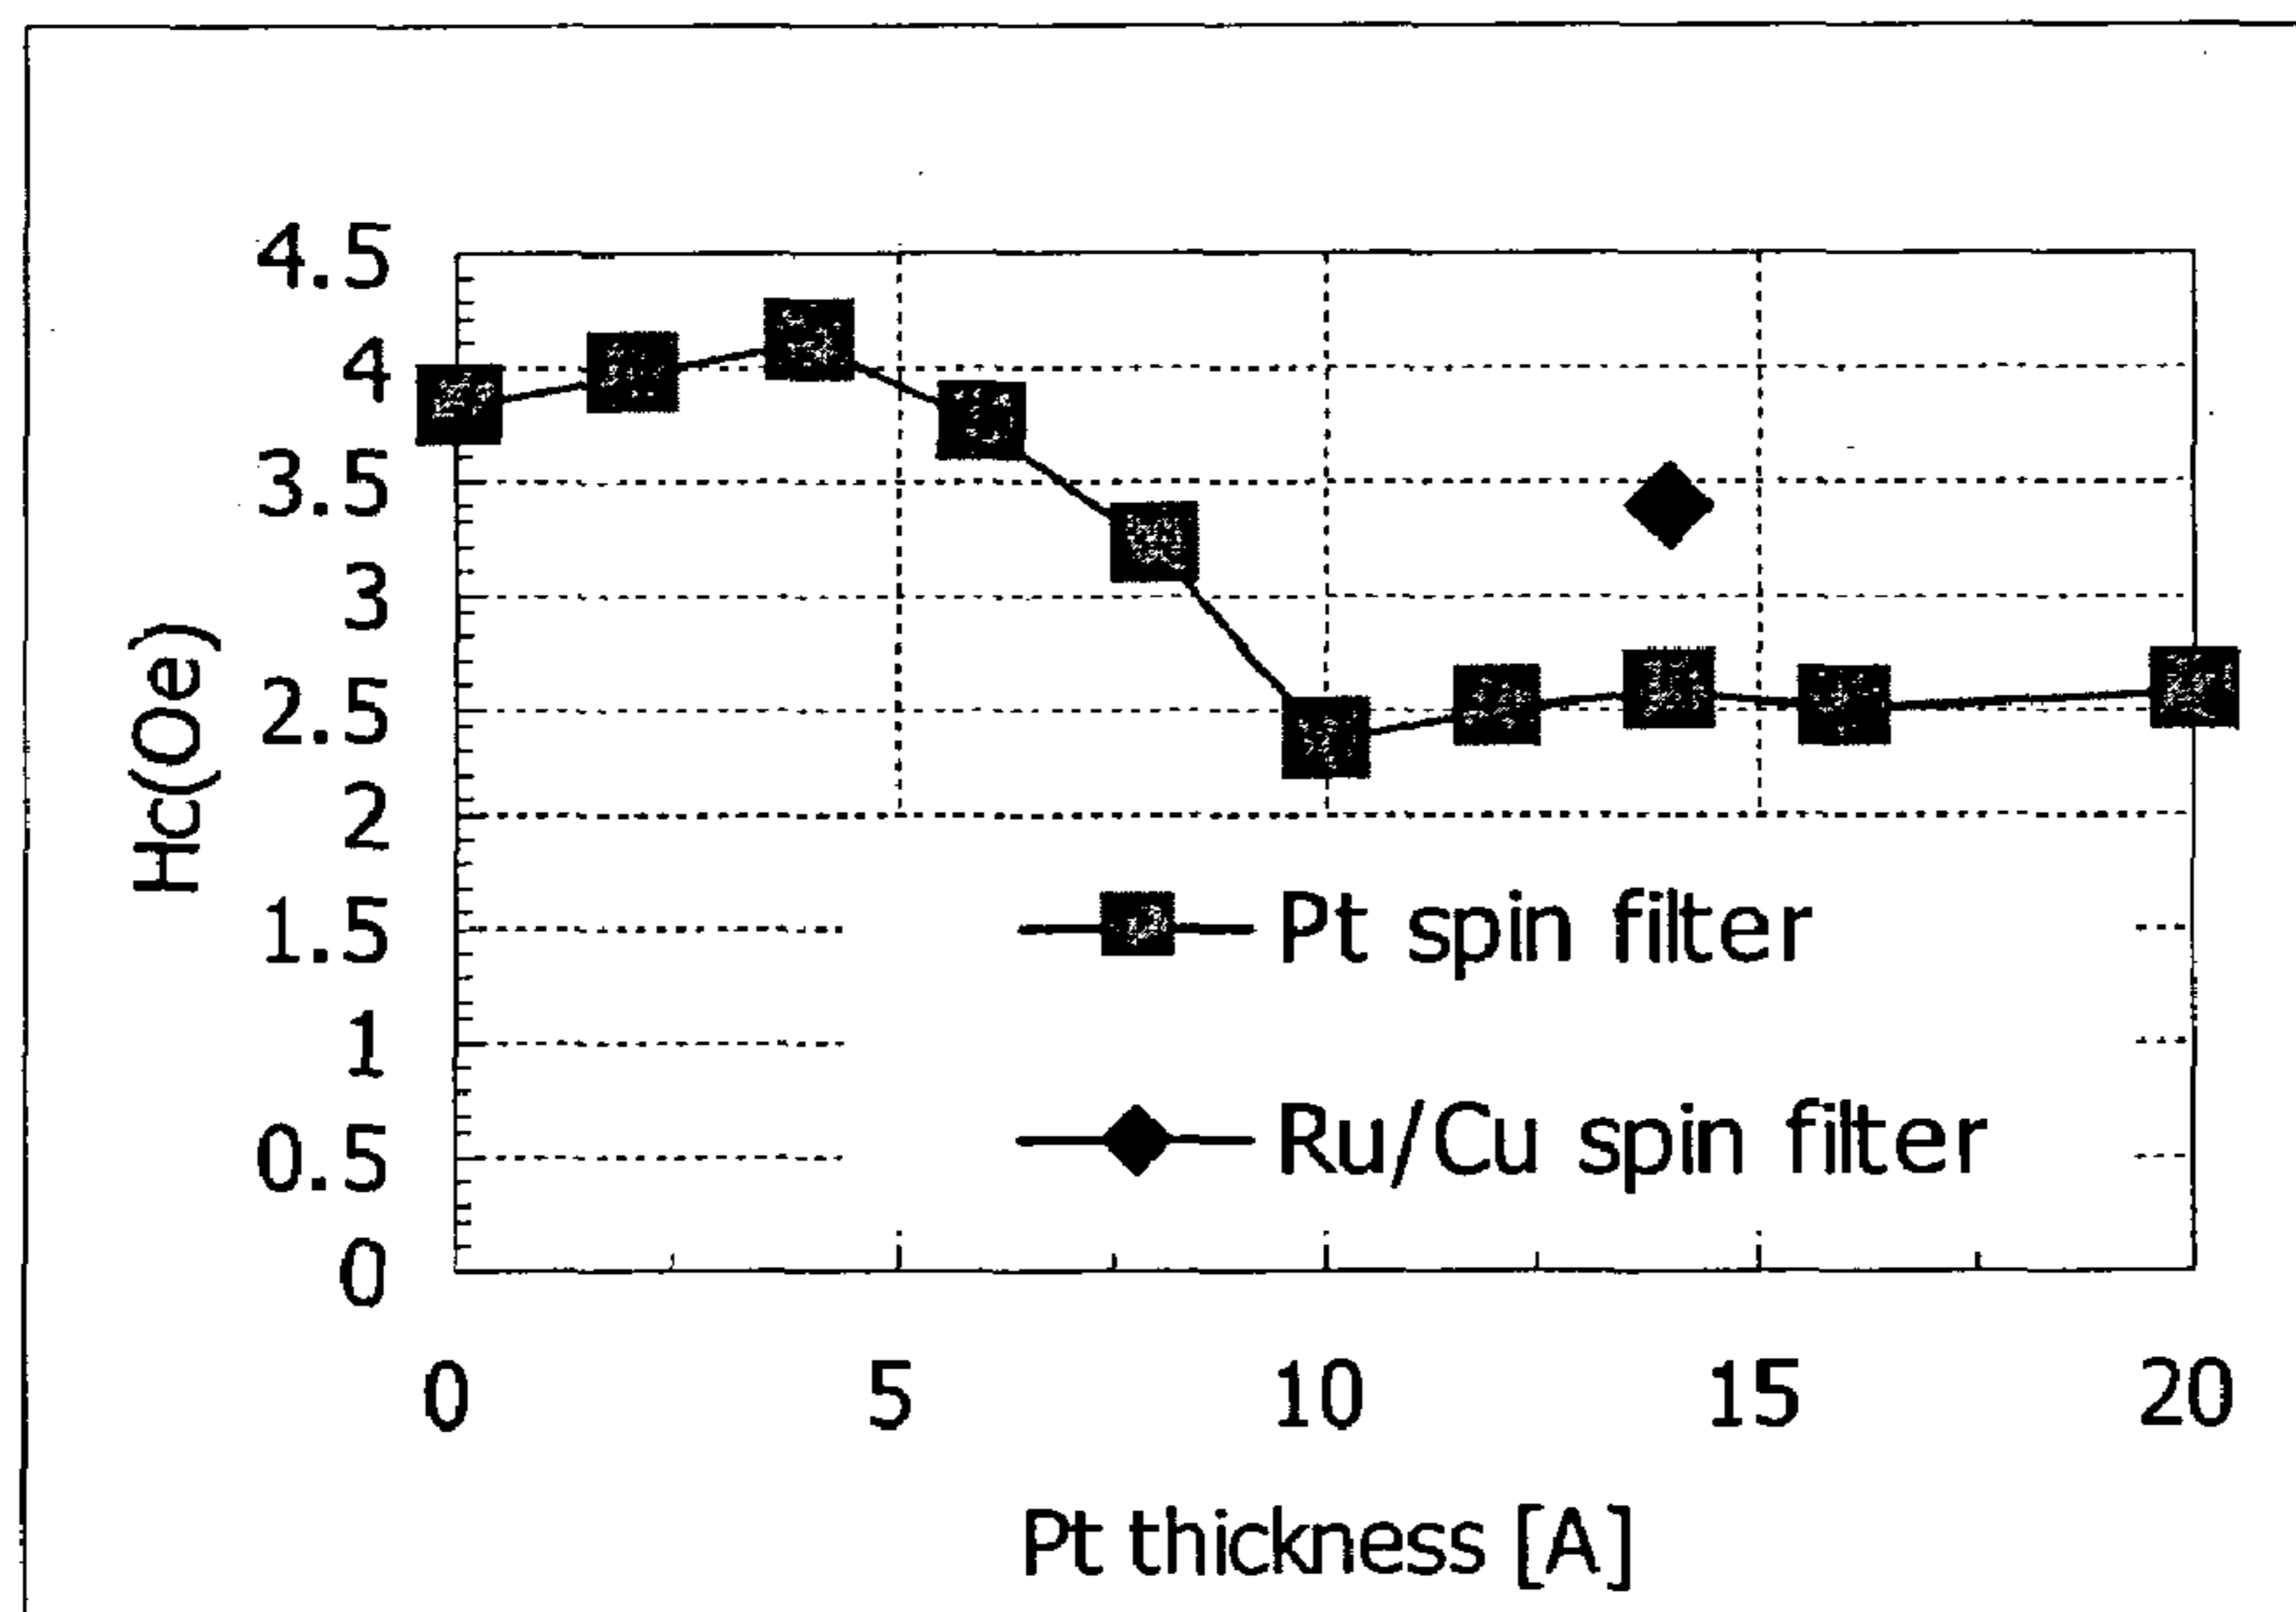 4.5
4
3.5
3
2.5
2
1.5
1
0.5
0
Hc(Oe)
Pt spin filter
Ru/Cu spin filter
0 5 10 15 20
Pt thickness [A]